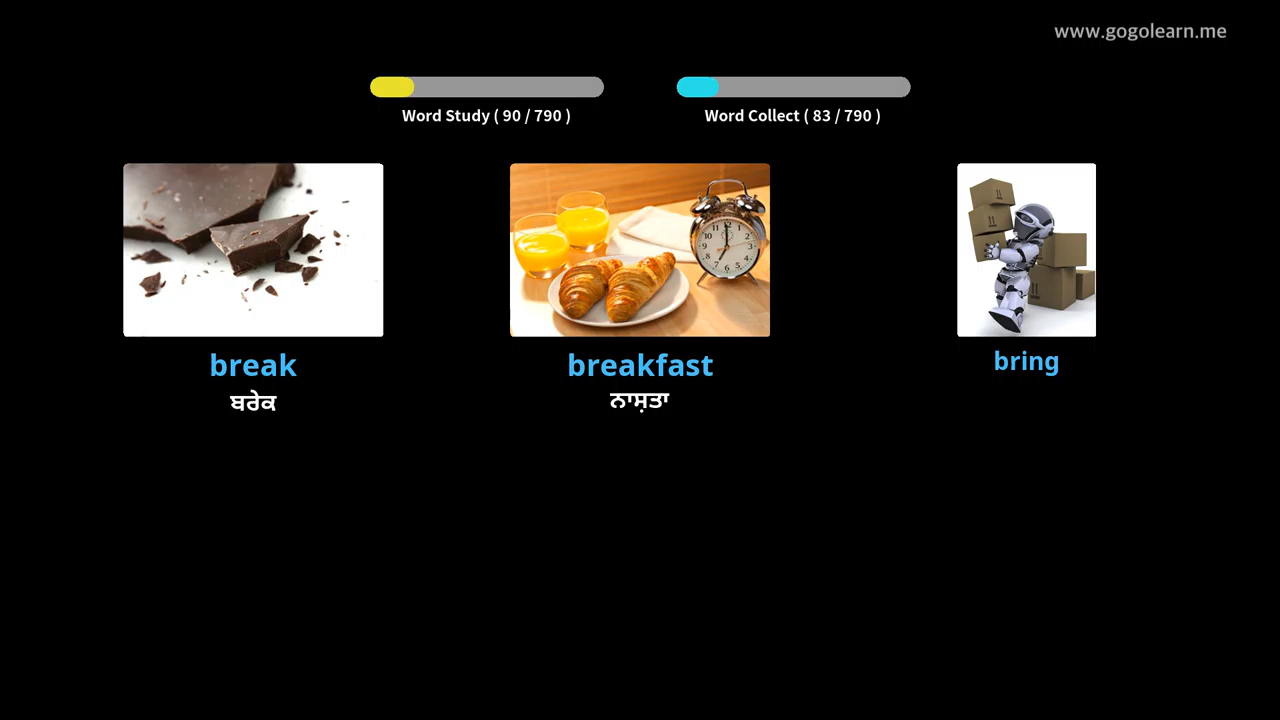 www.gogolearn.me
Word Study ( 90 / 790 )
Word Collect ( 83 / 790 )
break
ਬਰੇਕ
breakfast
ਨਾਸ਼ਤਾ
bring